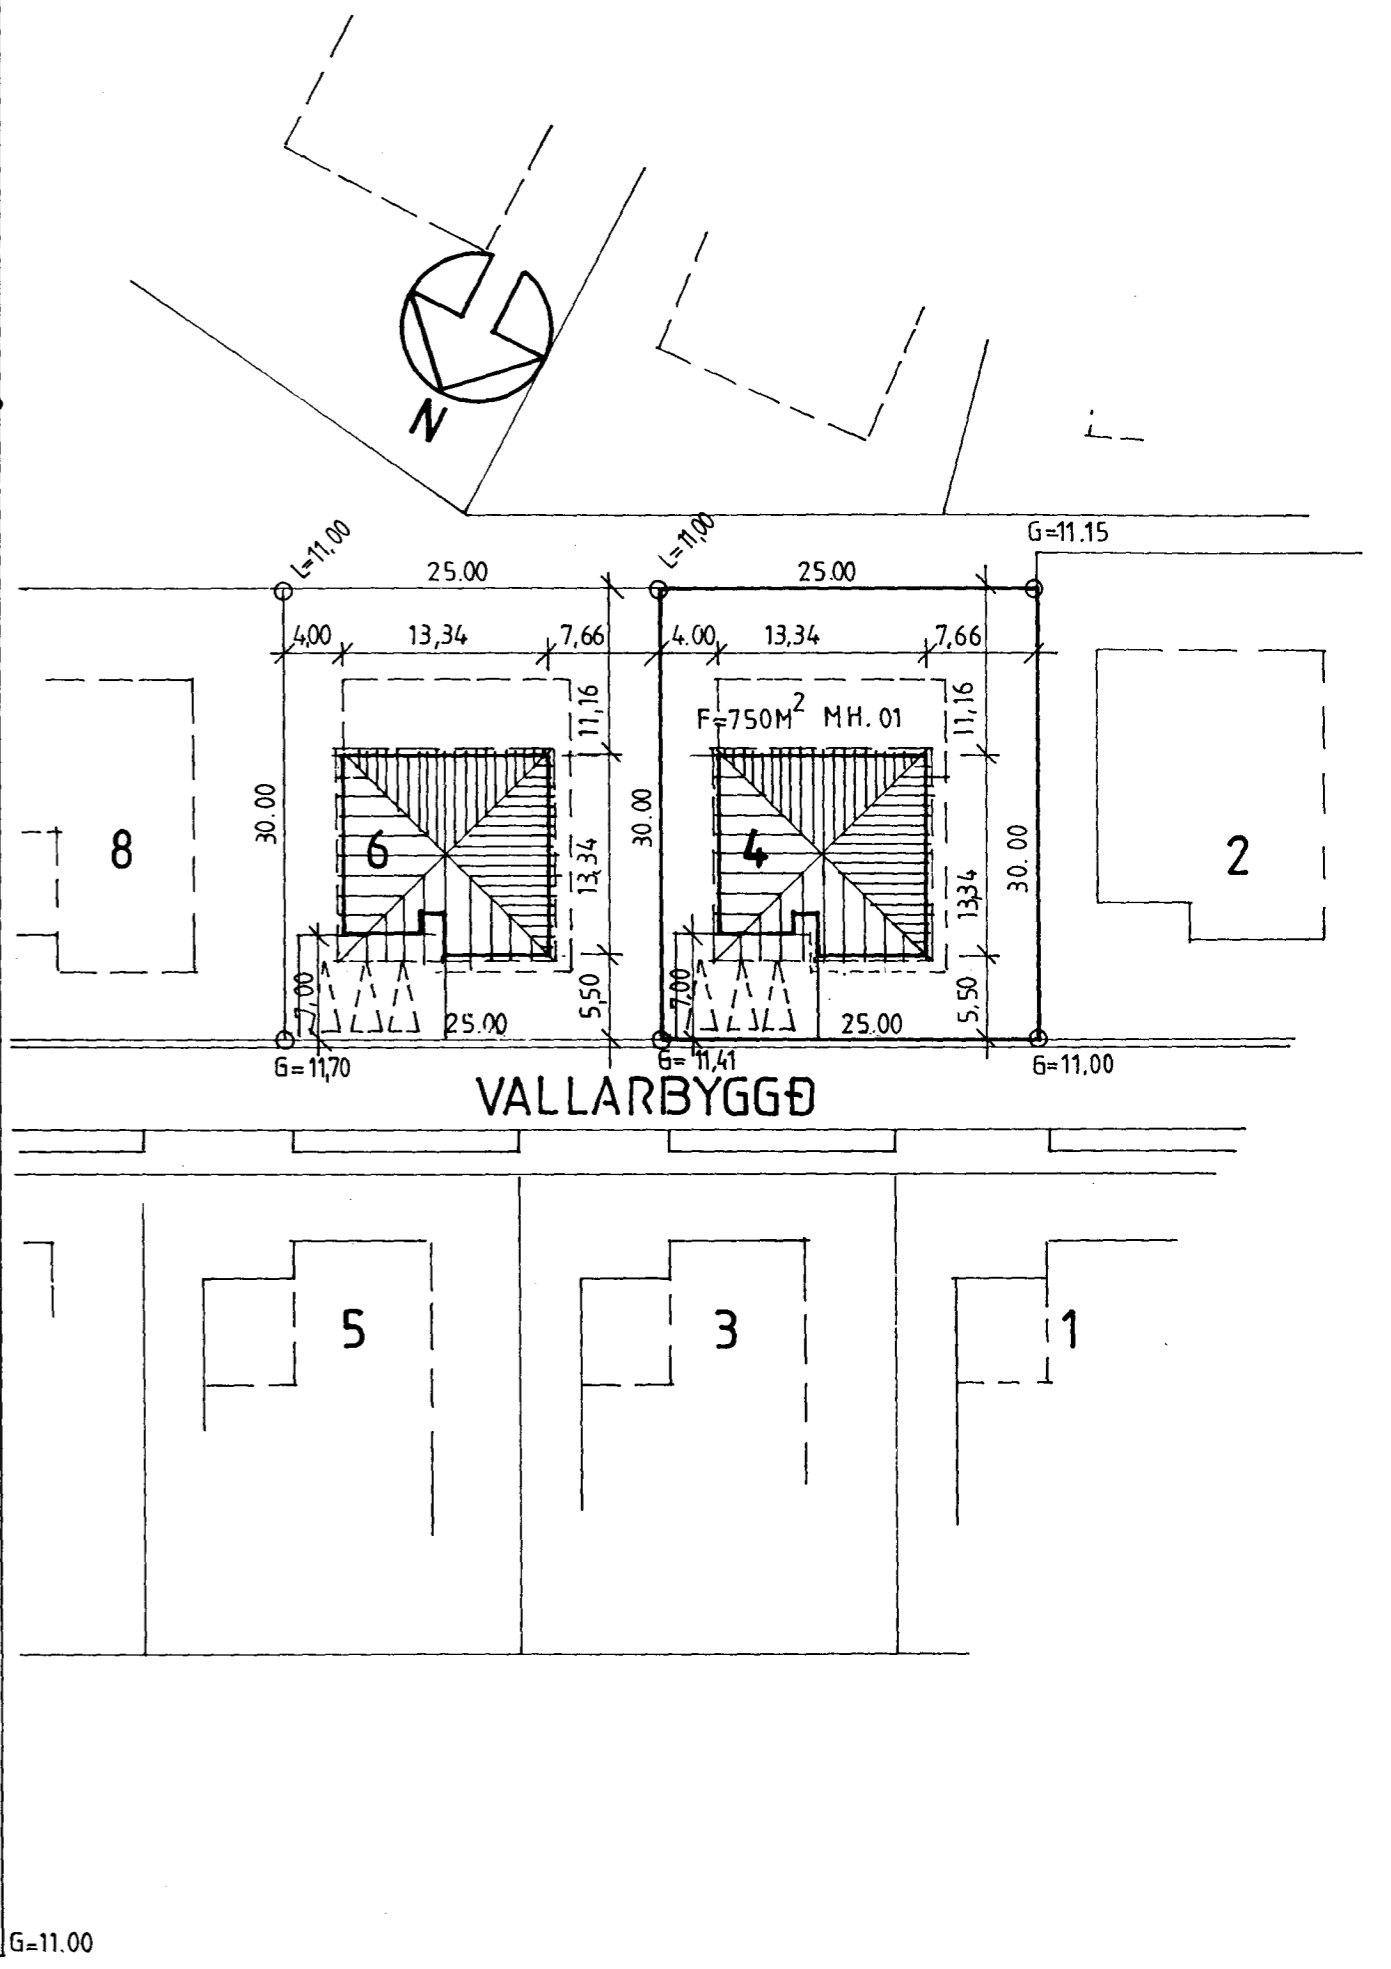 N
G=11.15
L=11,00
L=11,00
25.00
25.00
4,00
13,34
7,66
4.00
13,34
7,66
11,16
11,16
F=750M² MH.01
30.00
30.00
30.00
8
6
4
2
13,34
13,34
7,00
7,00
5,50
5,50
25.00
25.00
G=11,70
G=11,41
G=11,00
VALLARBYGGÐ
5
3
1
G=11.00